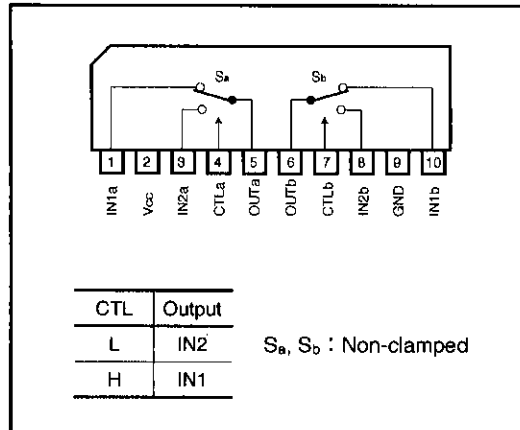 Sa Sb
1 2 3 4 5 6 7 8 9 10
IN1a Vcc IN2a CTLa OUTa OUTb CTLb IN2b GND IN1b
CTL Output
L IN2
H IN1
Sa, Sb : Non-clamped